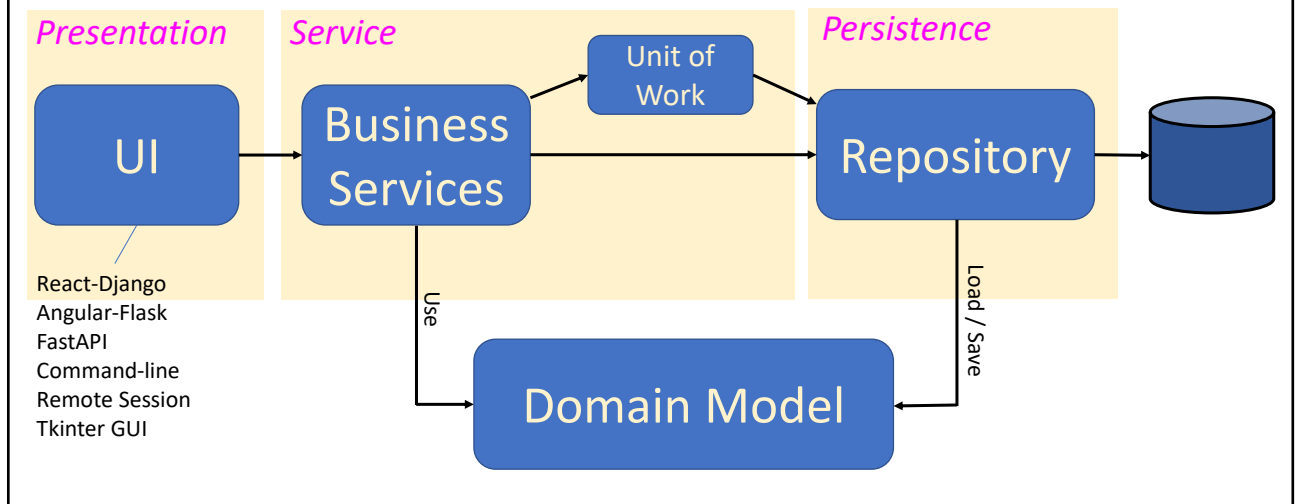 Presentation
Service
Persistence
Unit of
Work
UI
Business
Services
Repository
React-Django
Angular-Flask
FastAPI
Command-line
Remote Session
Tkinter GUI
Use
Load / Save
Domain Model